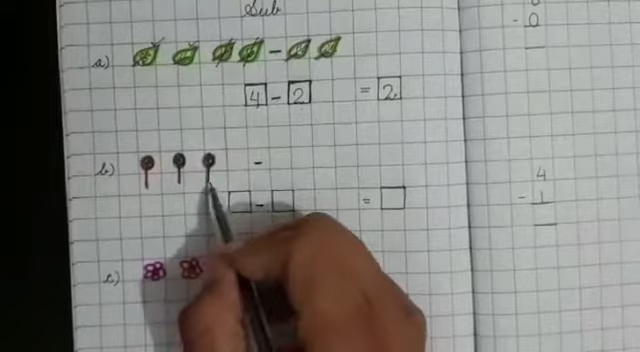 Sub
a) -
4 - 2 = 2
b) -
- =
c)
- 0
4
- 1